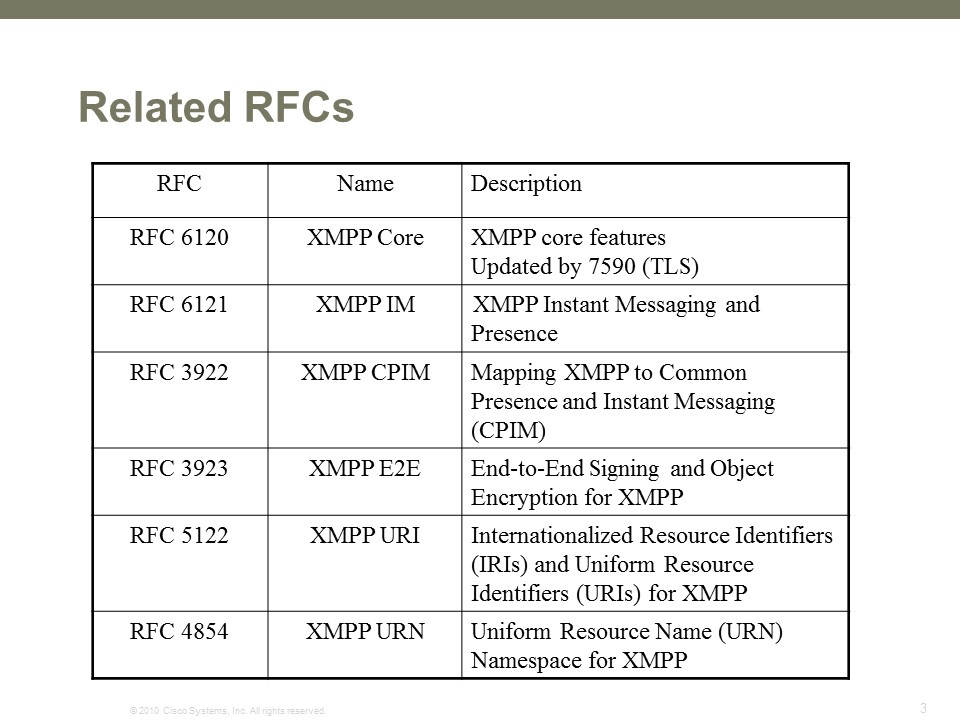 Related RFCs
RFC Name Description
RFC 6120 XMPP Core XMPP core features
Updated by 7590 (TLS)
RFC 6121 XMPP IM XMPP Instant Messaging and
Presence
RFC 3922 XMPP CPIM Mapping XMPP to Common
Presence and Instant Messaging
(CPIM)
RFC 3923 XMPP E2E End-to-End Signing and Object
Encryption for XMPP
RFC 5122 XMPP URI Internationalized Resource Identifiers
(IRIs) and Uniform Resource
Identifiers (URIs) for XMPP
RFC 4854 XMPP URN Uniform Resource Name (URN)
Namespace for XMPP
© 2010 Cisco Systems, Inc. All rights reserved.
3